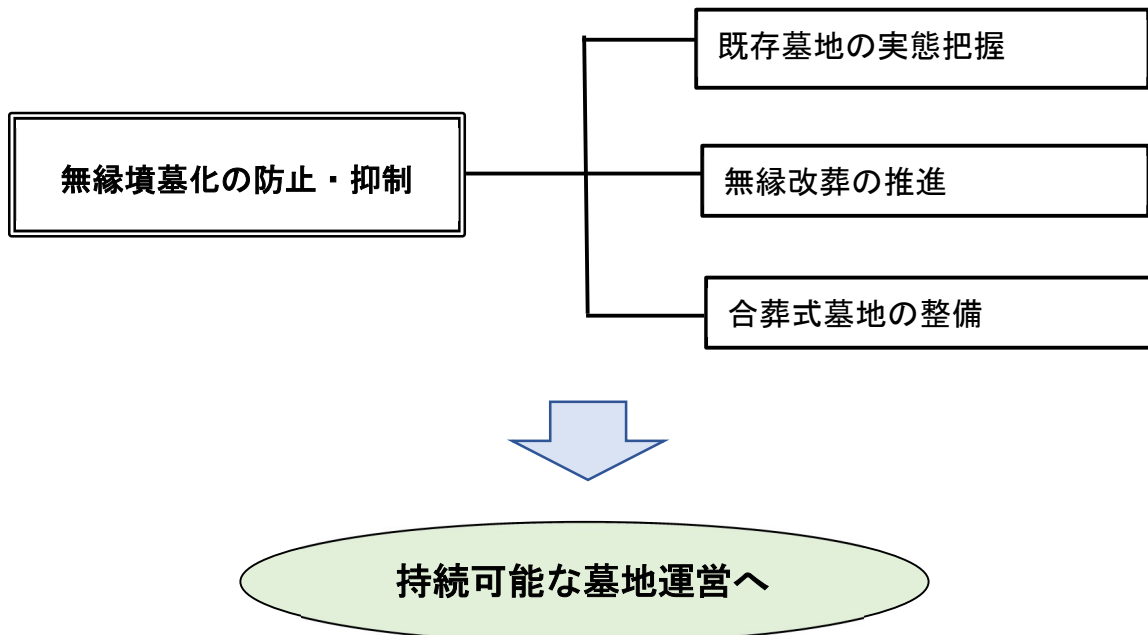 無縁墳墓化の防止・抑制
既存墓地の実態把握
無縁改葬の推進
合葬式墓地の整備
持続可能な墓地運営へ